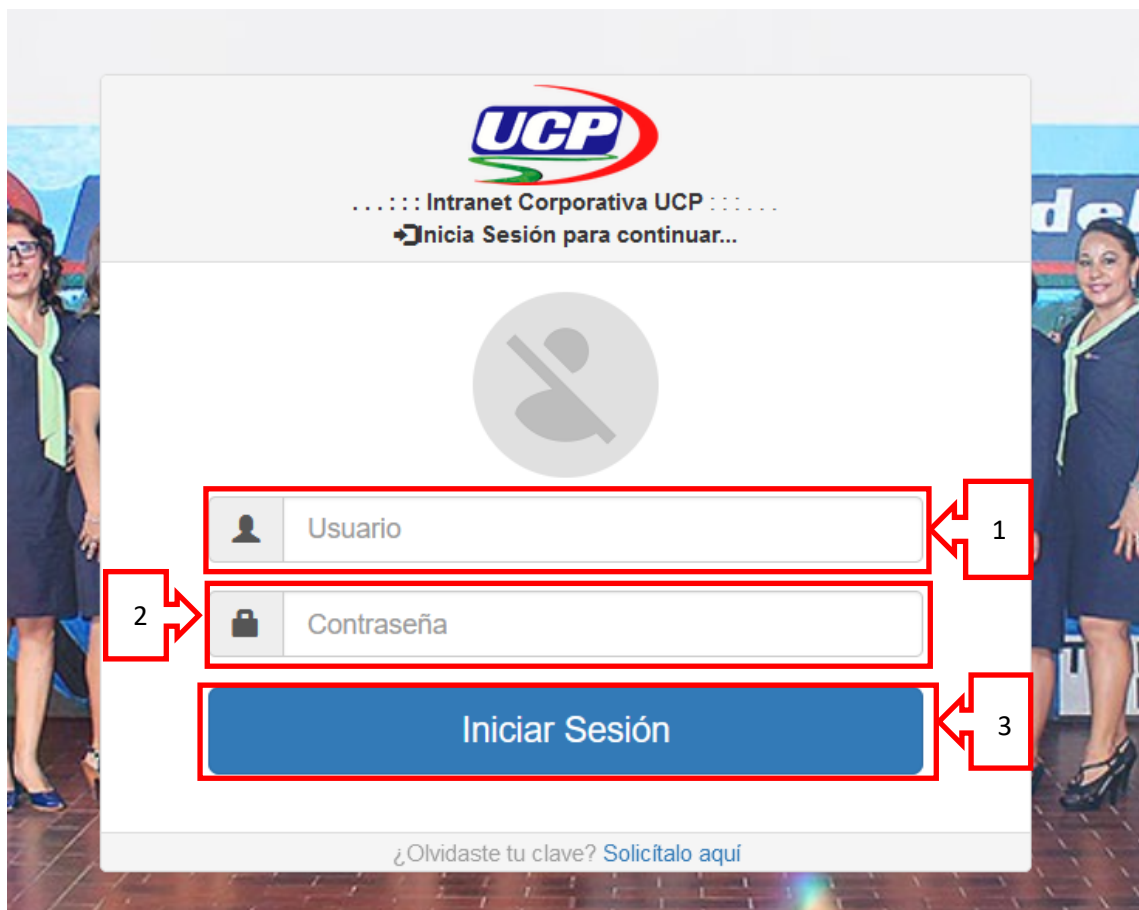 UCP
. . . : : : Intranet Corporativa UCP : : : . . .
Inicia Sesión para continuar...
del
Usuario
1
2
Contraseña
Iniciar Sesión
3
¿Olvidaste tu clave? Solicítalo aquí